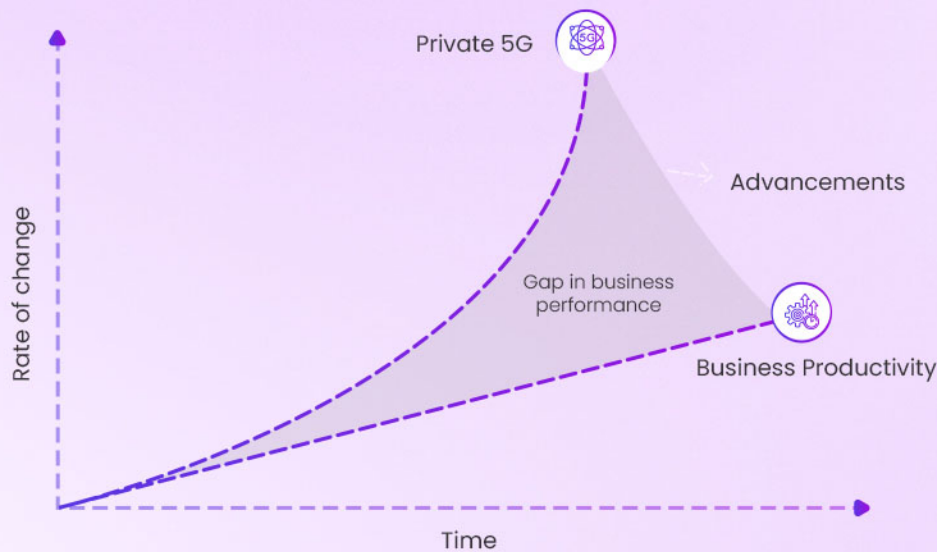 Private 5G
5G
Advancements
Rate of change
Gap in business
performance
Business Productivity
Time